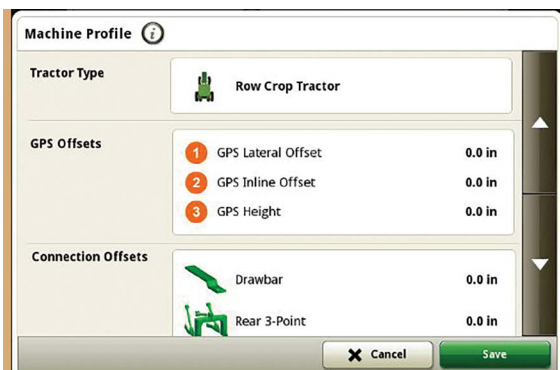 Machine Profile i
Tractor Type
Row Crop Tractor
GPS Offsets
1 GPS Lateral Offset 0.0 in
2 GPS Inline Offset 0.0 in
3 GPS Height 0.0 in
Connection Offsets
Drawbar 0.0 in
Rear 3-Point 0.0 in
Cancel Save